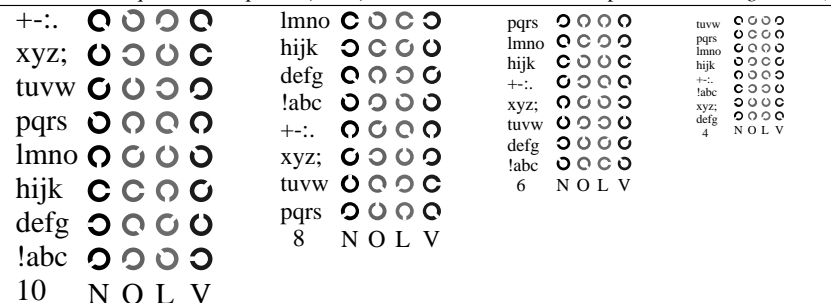 +-:.
xyz;
tuvw
pqrs
lmno
hijk
defg
!abc
10 N O L V
lmno
hijk
defg
!abc
+-:.
xyz;
tuvw
pqrs
8 N O L V
pqrs
lmno
hijk
+-:.
xyz;
tuvw
defg
!abc
6 N O L V
tuvw
pqrs
lmno
hijk
+-:.
!abc
xyz;
defg
4 N O L V